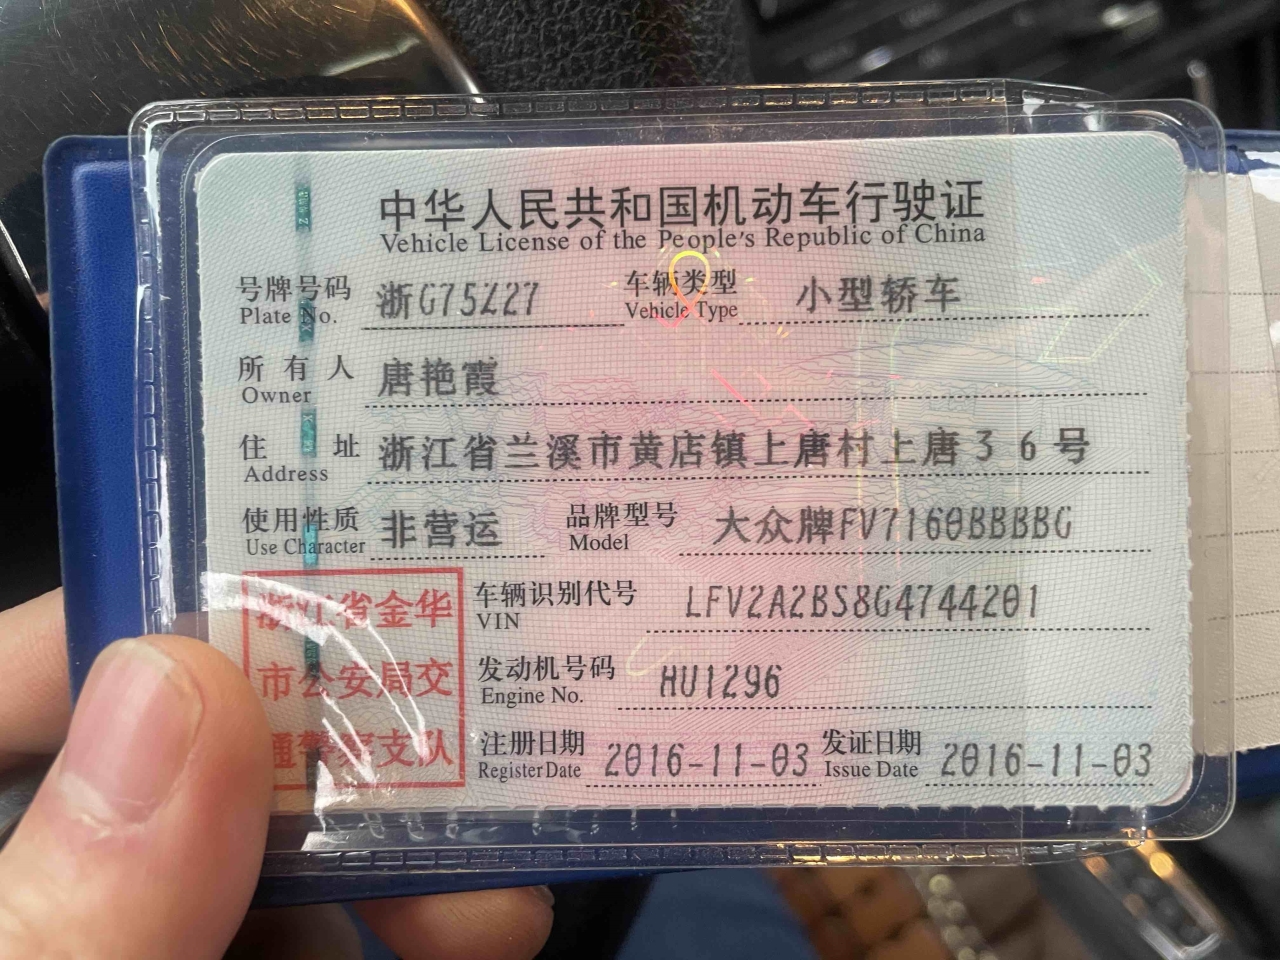 中华人民共和国机动车行驶证
Vehicle License of the People's Republic of China
号牌号码 浙G75Z27 车辆类型 小型轿车
Plate No. Vehicle Type
所有人 唐艳霞
Owner
住址 浙江省兰溪市黄店镇上唐村上唐36号
Address
使用性质 非营运 品牌型号 大众牌FV7160BBBBG
Use Character Model
车辆识别代号 LFV2A2BS8G4744201
VIN
发动机号码 HU1296
Engine No.
注册日期 2016-11-03 发证日期 2016-11-03
Register Date Issue Date
浙江省金华
市公安局交
通警察支队